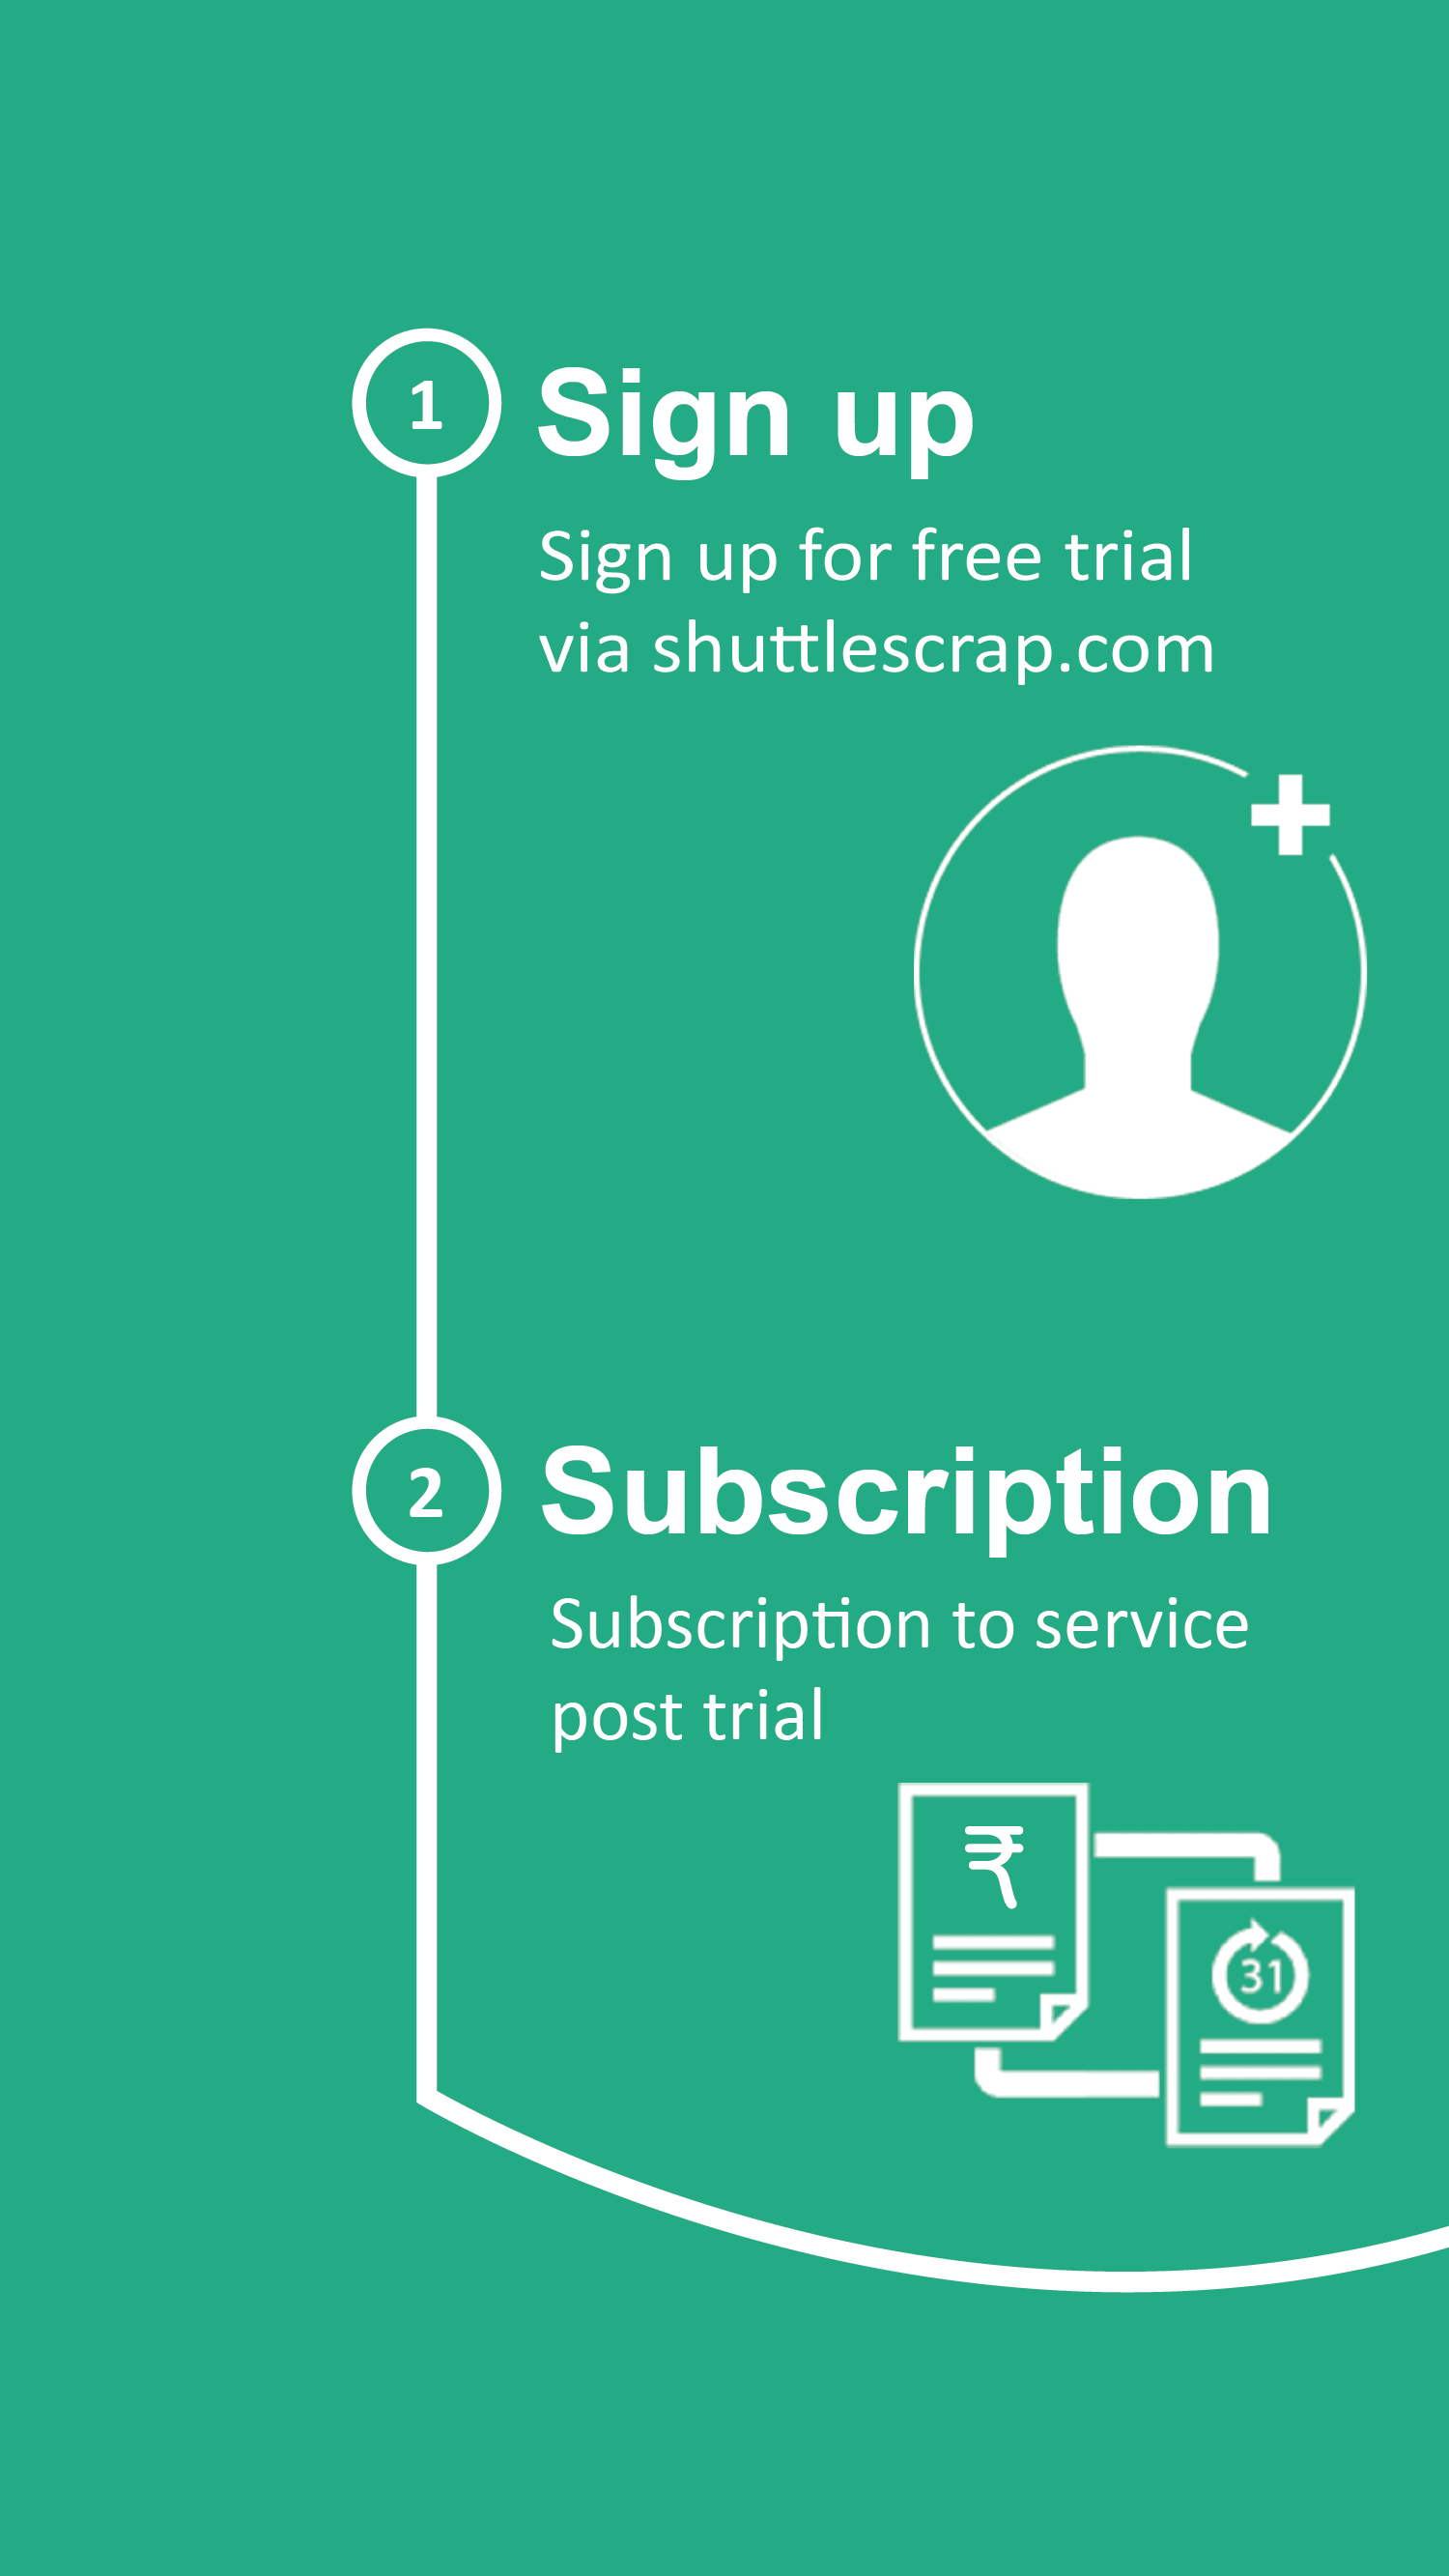 1
Sign up
Sign up for free trial
via shuttlescrap.com
2
Subscription
Subscription to service
post trial
₹
31